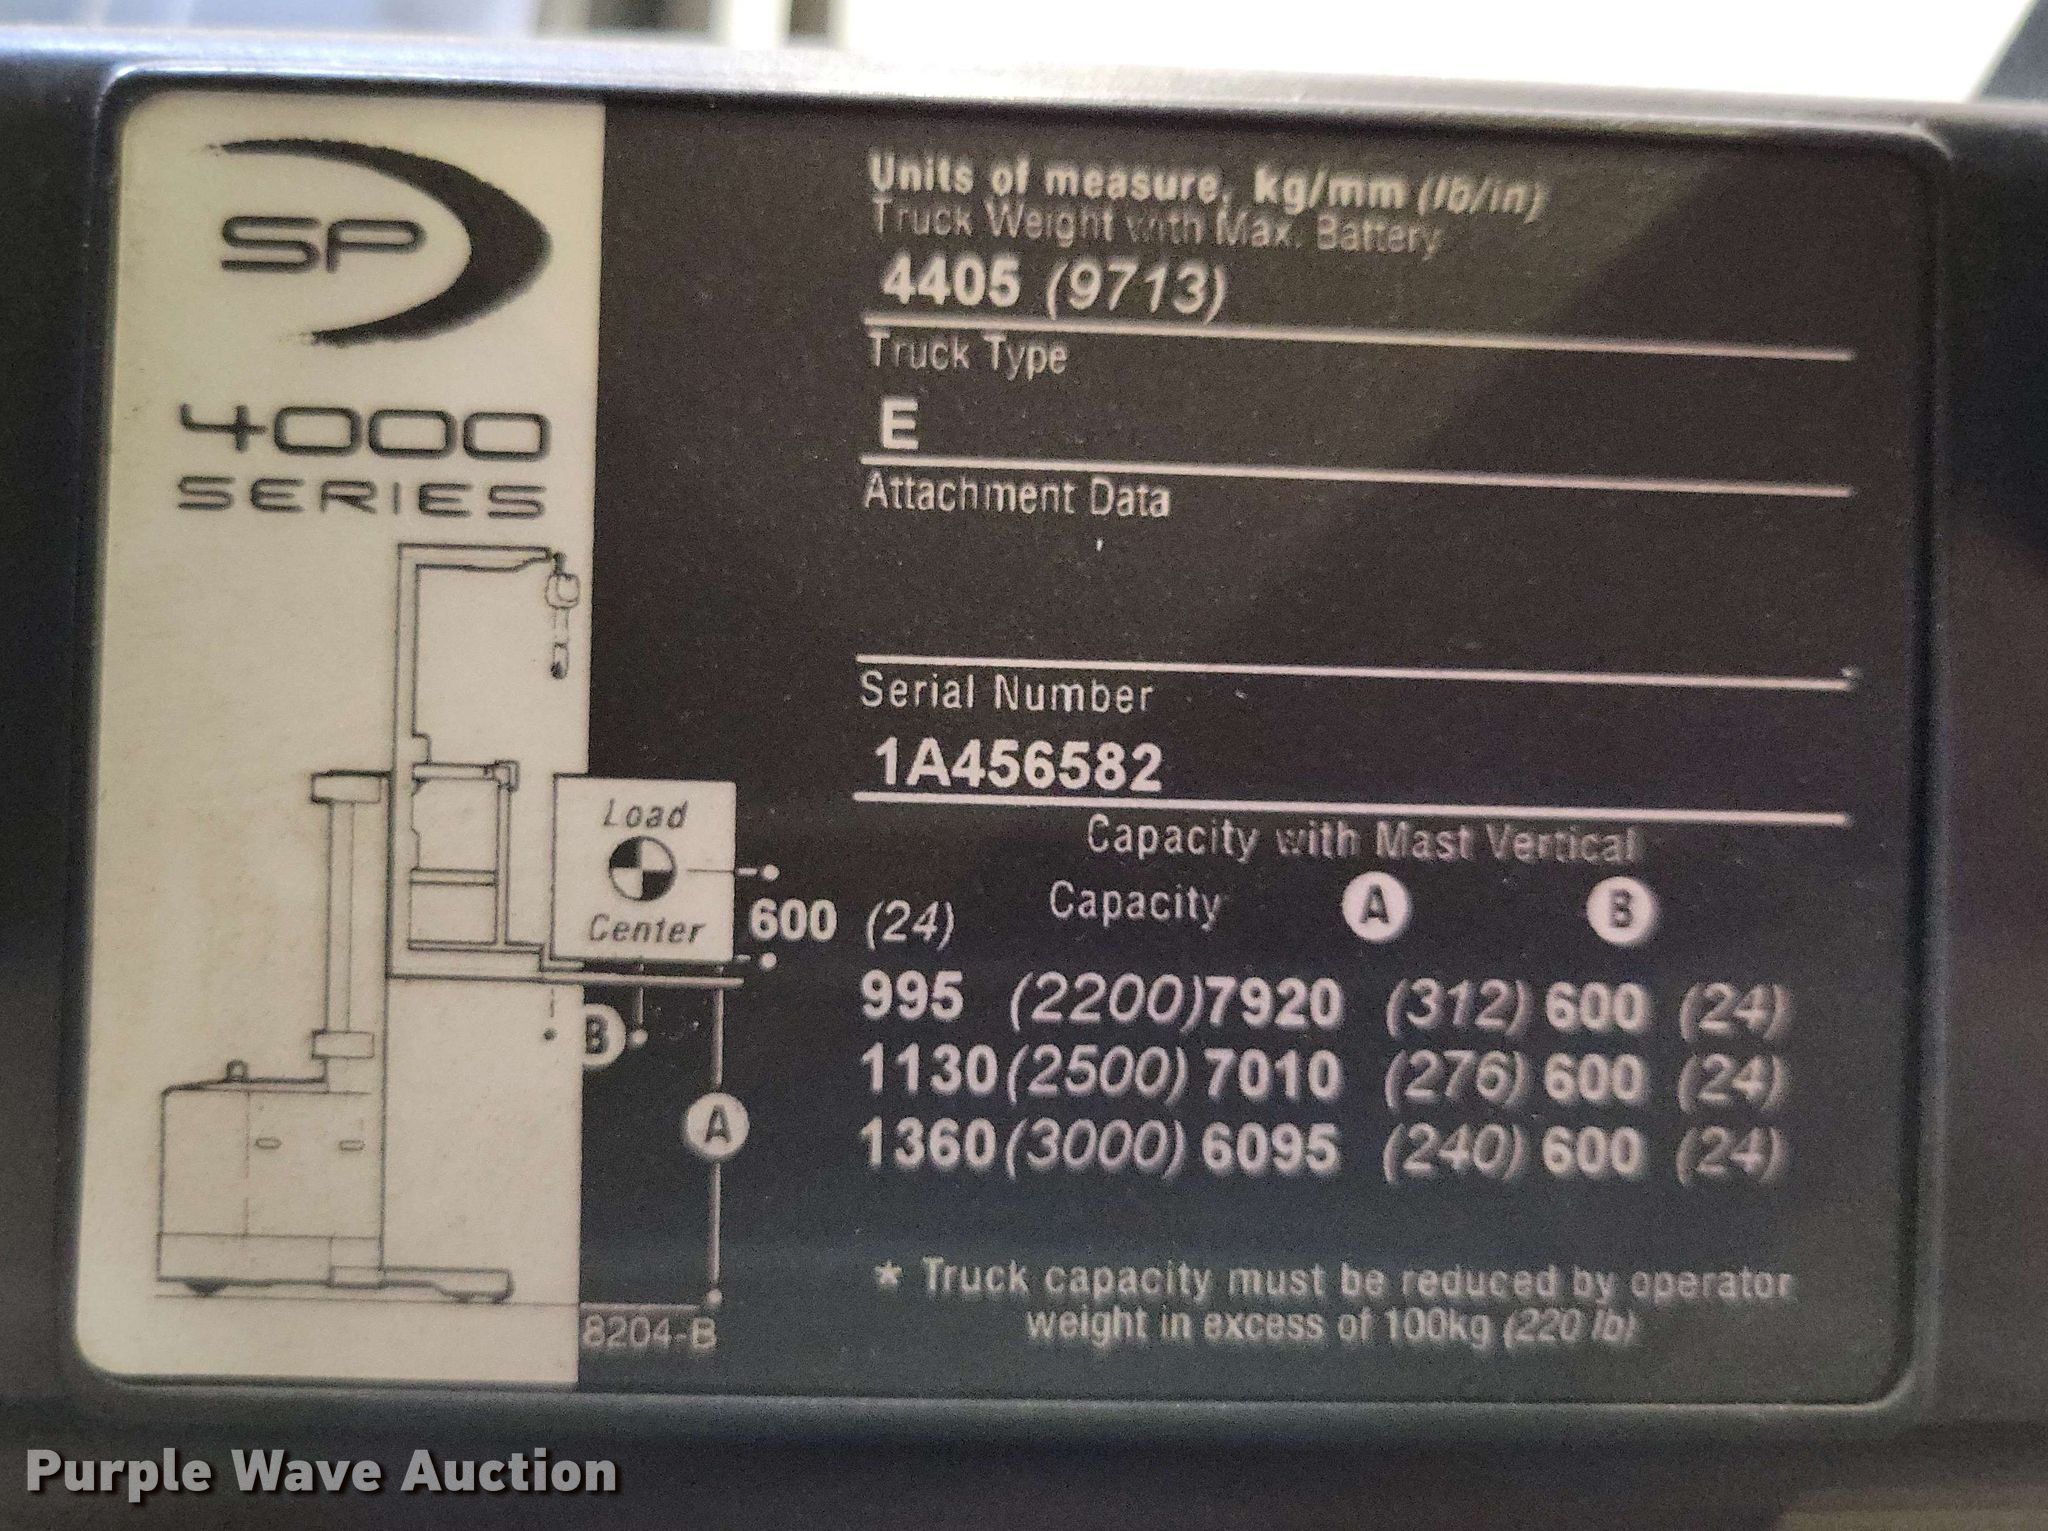 SP
4000
SERIES
Units of measure, kg/mm (lb/in)
Truck Weight with Max. Battery
4405 (9713)
Truck Type
E
Attachment Data
Serial Number
1A456582
Capacity with Mast Vertical
Load
Center
600 (24)
Capacity A B
995 (2200) 7920 (312) 600 (24)
1130 (2500) 7010 (276) 600 (24)
1360 (3000) 6095 (240) 600 (24)
B
A
* Truck capacity must be reduced by operator
weight in excess of 100kg (220 lb)
8204-B
Purple Wave Auction